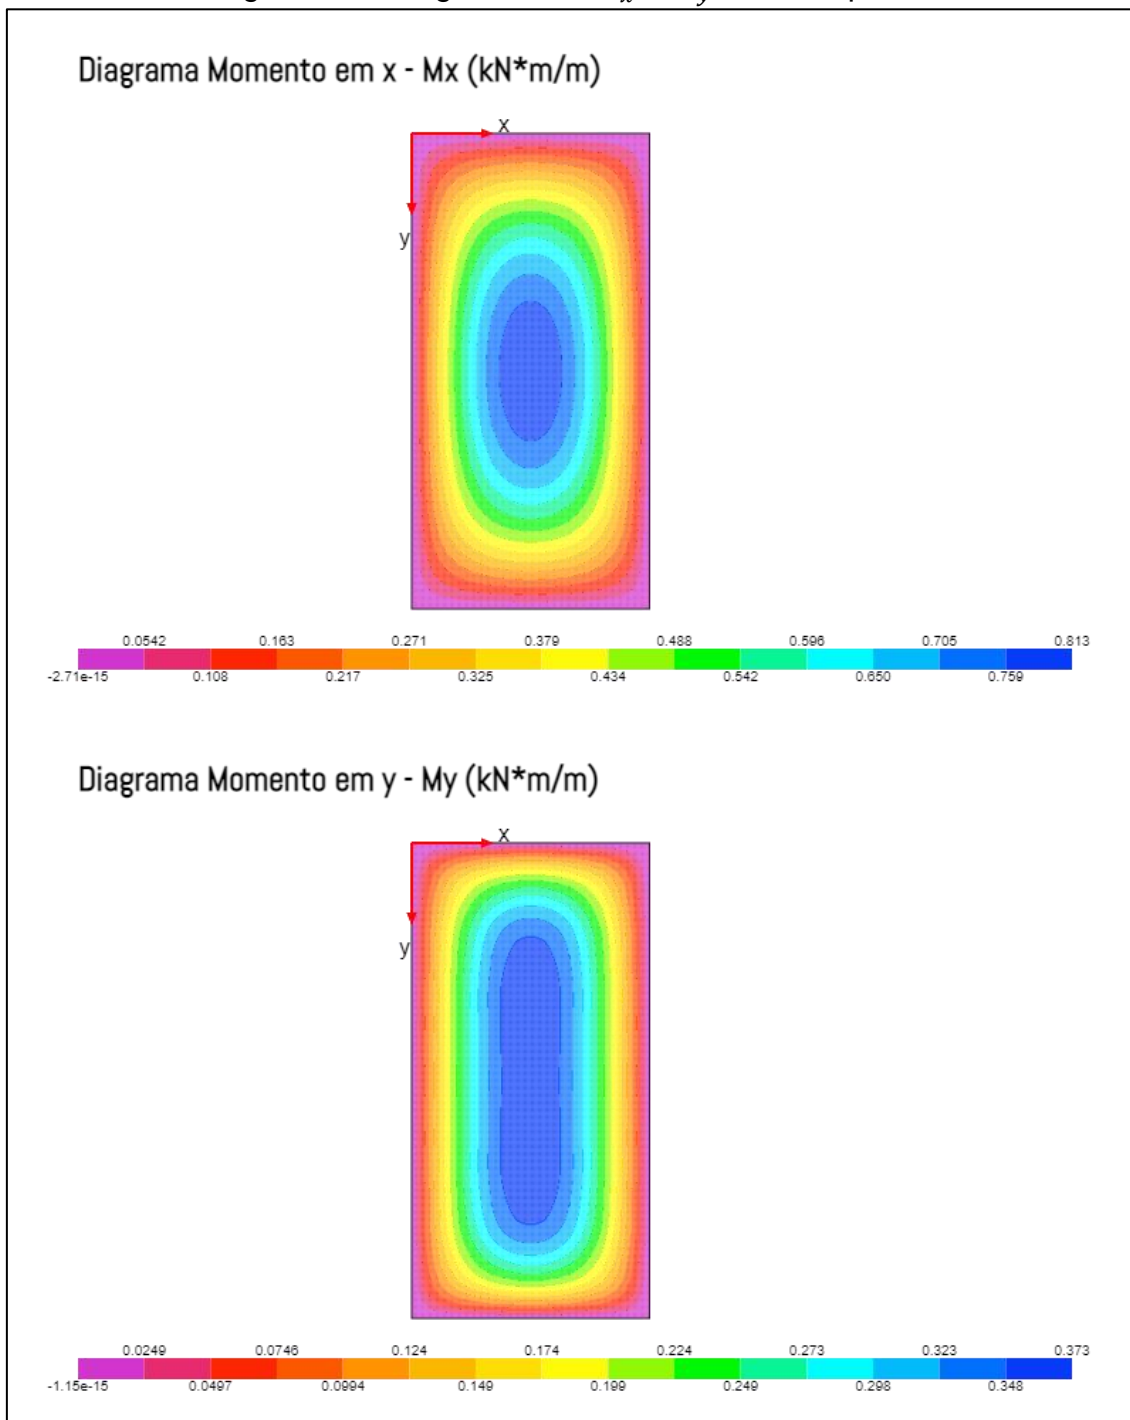 Diagrama Momento em x - Mx (kN*m/m)
x
y
0.0542 0.163 0.271 0.379 0.488 0.596 0.705 0.813
-2.71e-15 0.108 0.217 0.325 0.434 0.542 0.650 0.759
Diagrama Momento em y - My (kN*m/m)
x
y
0.0249 0.0746 0.124 0.174 0.224 0.273 0.323 0.373
-1.15e-15 0.0497 0.0994 0.149 0.199 0.249 0.298 0.348